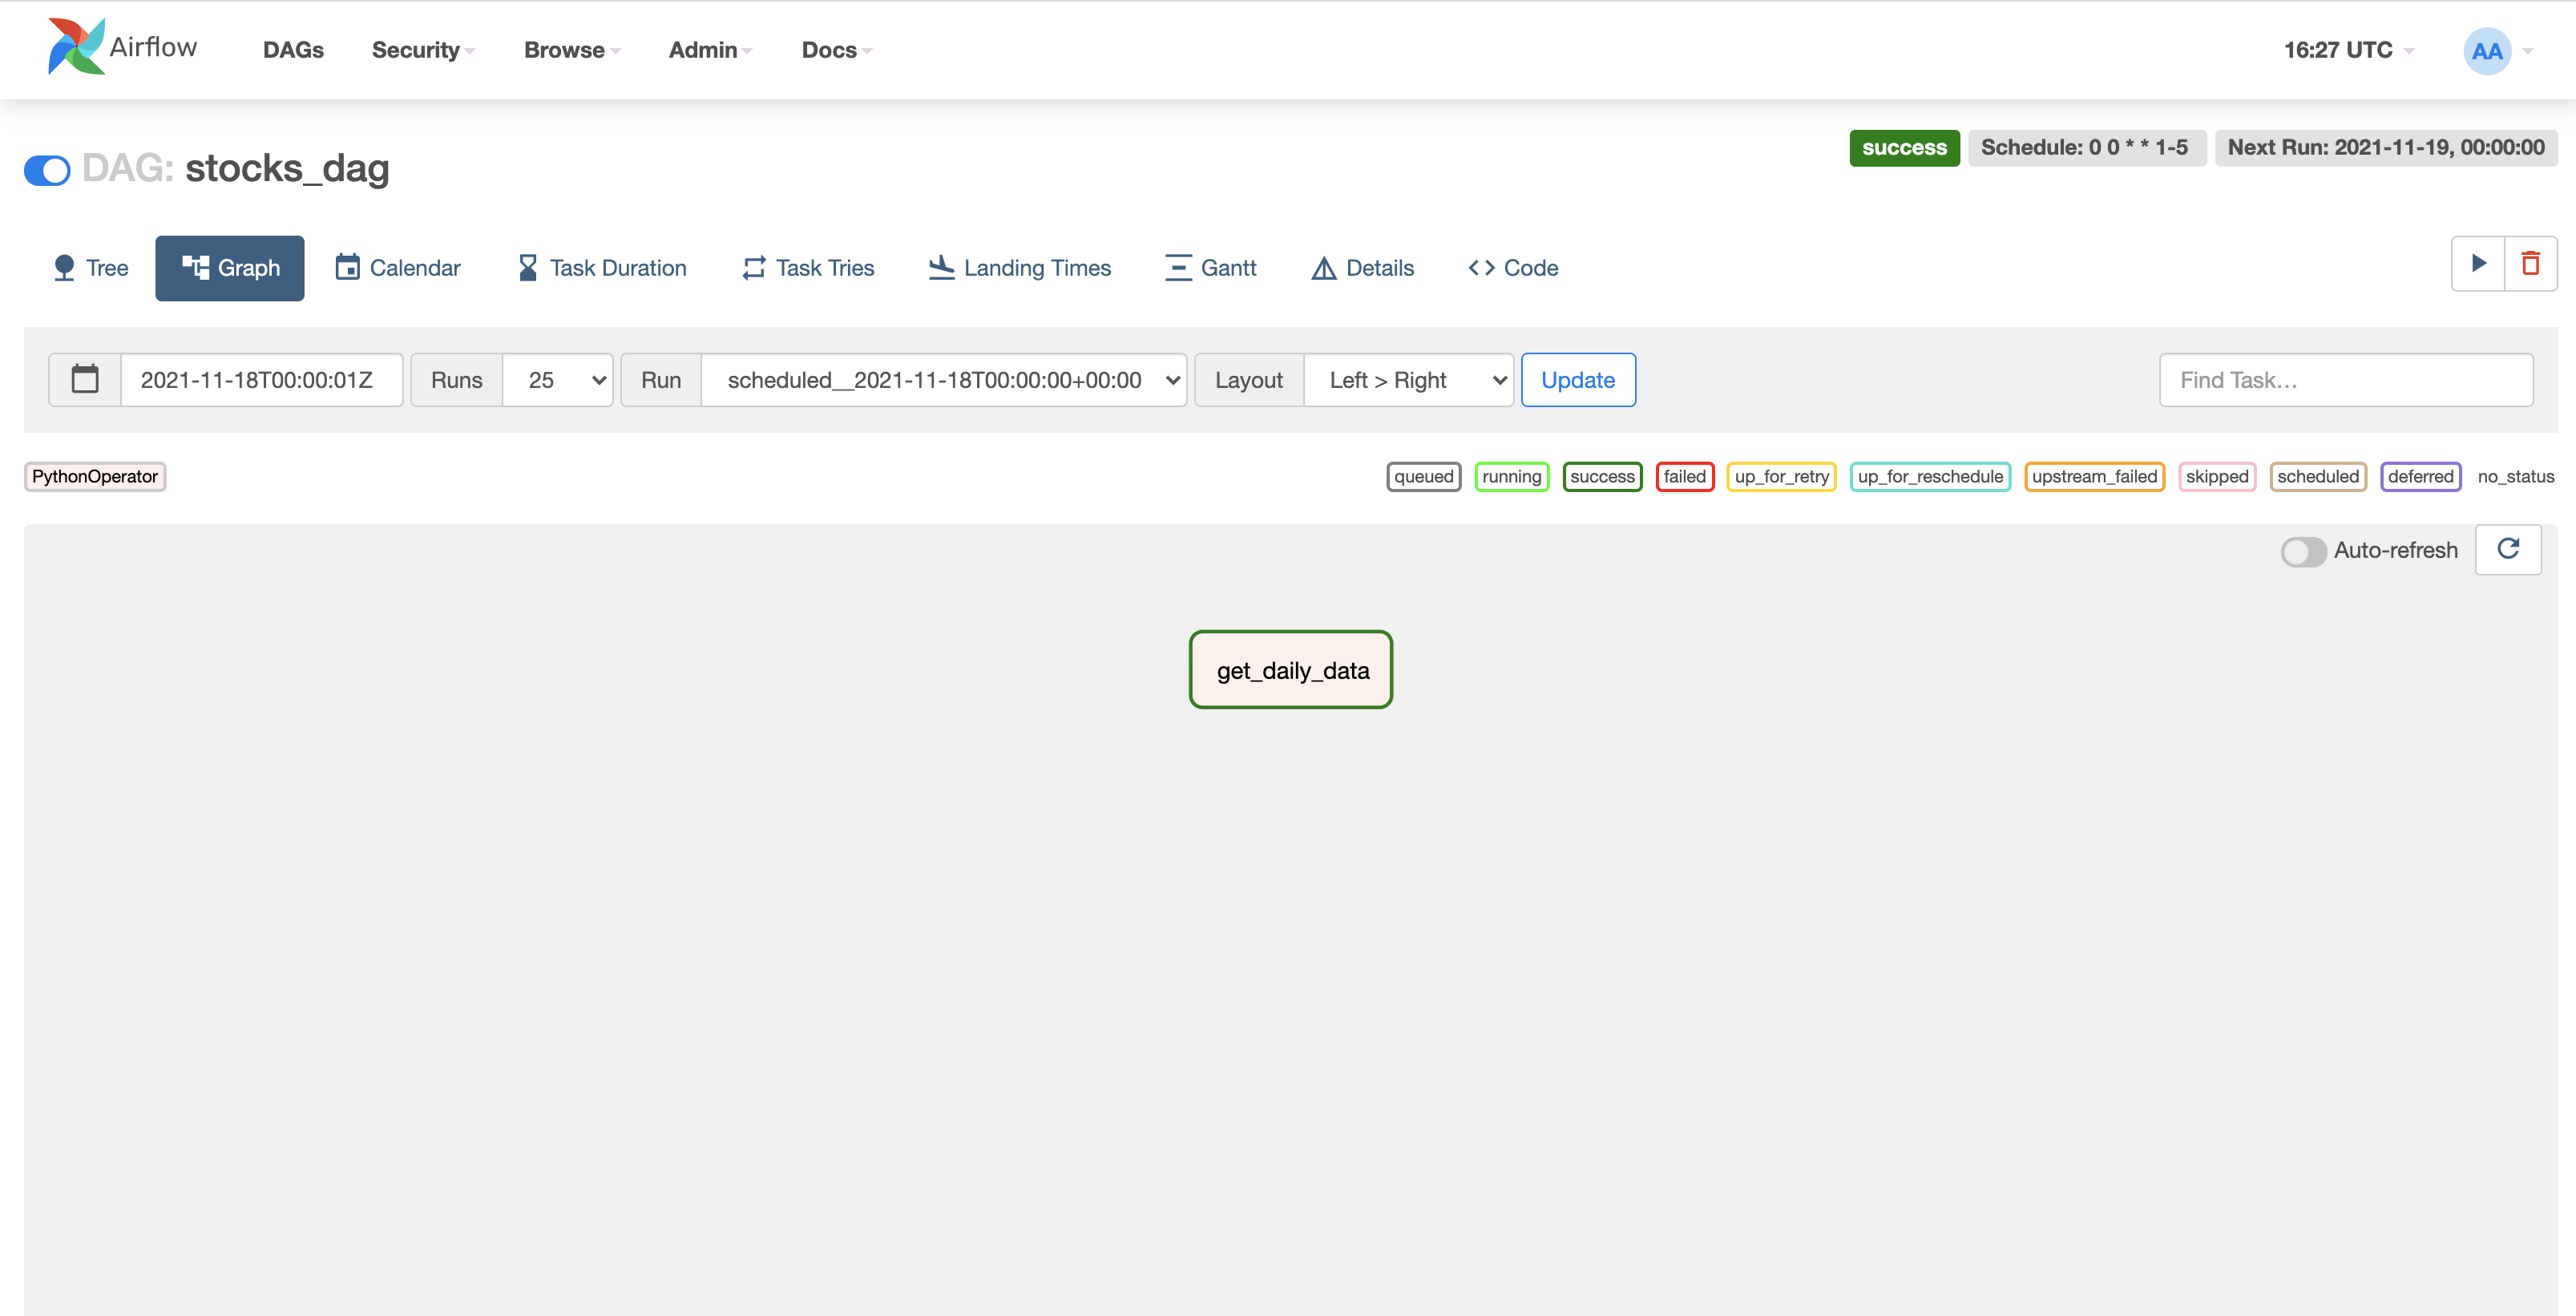 Airflow DAGs Security Browse Admin Docs 16:27 UTC AA
DAG: stocks_dag
success Schedule: 0 0 * * 1-5 Next Run: 2021-11-19, 00:00:00
Tree Graph Calendar Task Duration Task Tries Landing Times Gantt Details Code
2021-11-18T00:00:01Z Runs 25 Run scheduled__2021-11-18T00:00:00+00:00 Layout Left > Right Update Find Task…
PythonOperator queued running success failed up_for_retry up_for_reschedule upstream_failed skipped scheduled deferred no_status
Auto-refresh
get_daily_data